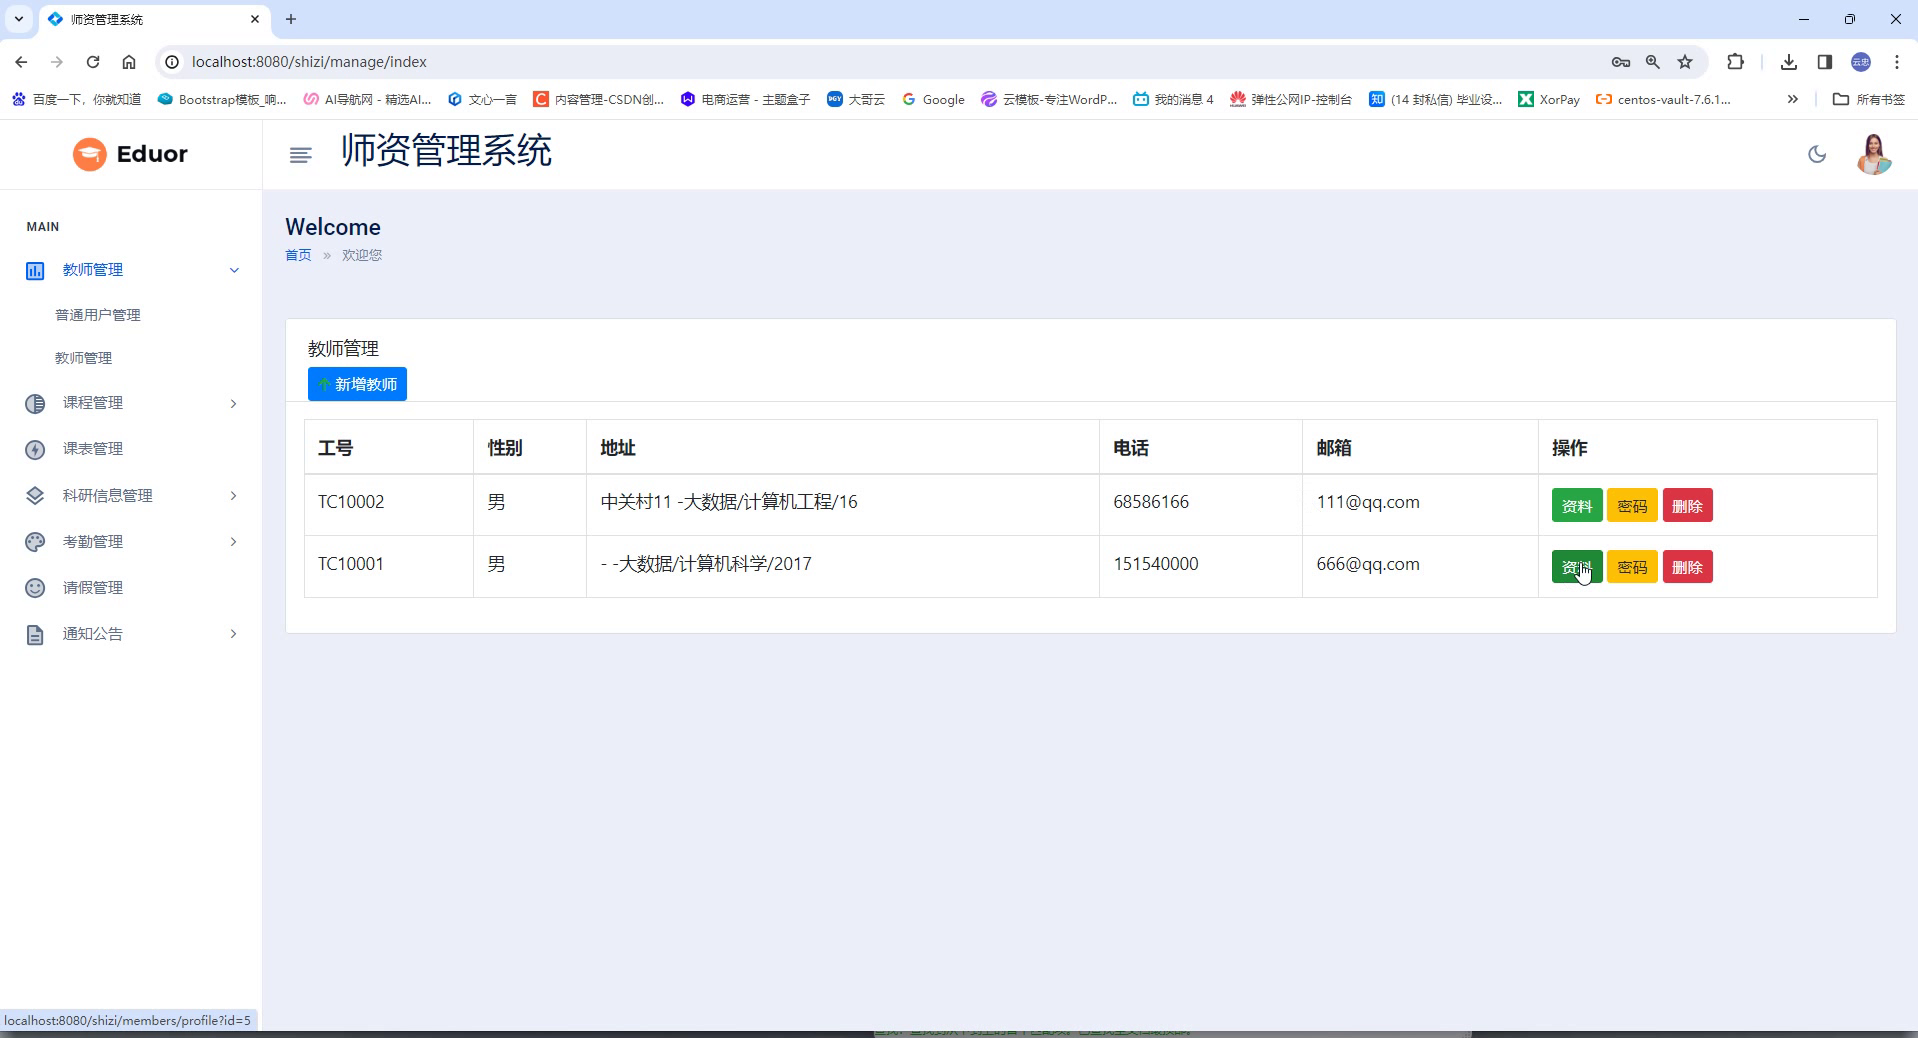 师资管理系统
localhost:8080/shizi/manage/index
云忠
百度一下，你就知道
Bootstrap模板_响...
AI导航网 - 精选AI...
文心一言
内容管理-CSDN创...
电商运营 - 主题盒子
大哥云
Google
云模板-专注WordP...
我的消息 4
弹性公网IP-控制台
(14 封私信) 毕业设...
XorPay
centos-vault-7.6.1...
»
所有书签
Eduor
师资管理系统
MAIN
教师管理
普通用户管理
教师管理
课程管理
课表管理
科研信息管理
考勤管理
请假管理
通知公告
Welcome
首页 » 欢迎您
教师管理
新增教师
工号 性别 地址 电话 邮箱 操作
TC10002 男 中关村11 -大数据/计算机工程/16 68586166 111@qq.com 资料 密码 删除
TC10001 男 - -大数据/计算机科学/2017 151540000 666@qq.com 资料 密码 删除
localhost:8080/shizi/members/profile?id=5